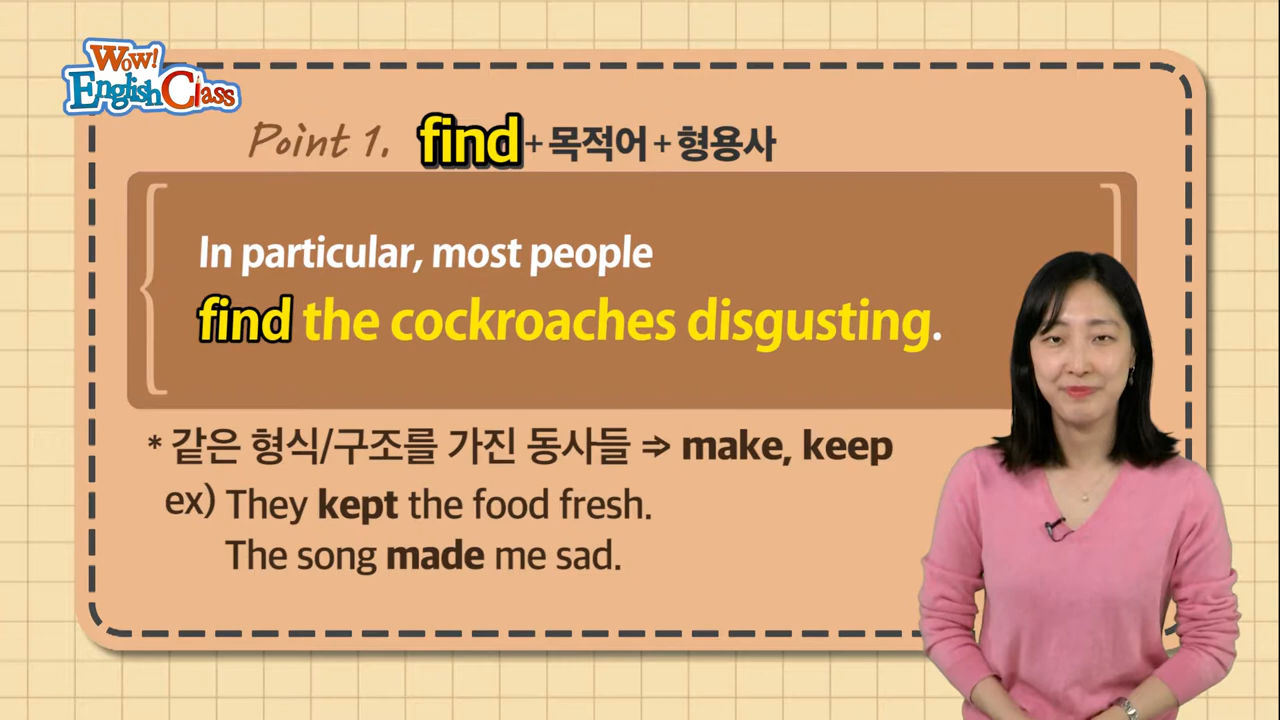 Wow!
English Class
Point 1. find + 목적어 + 형용사
In particular, most people
find the cockroaches disgusting.
* 같은 형식/구조를 가진 동사들 ⇒ make, keep
ex) They kept the food fresh.
The song made me sad.